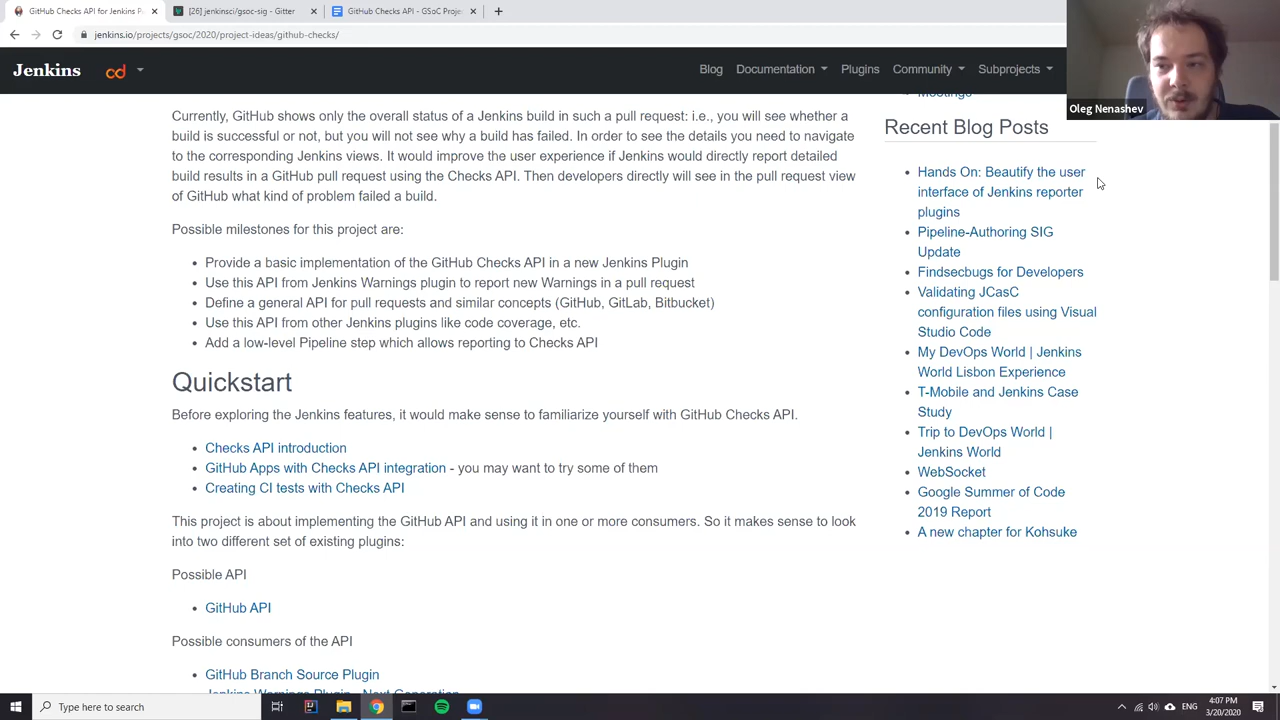 GitHub Checks API for Jenkins P
[26] jenkinsci/gsoc-sig - Gitter
GitHub Checks API - GSoC Proje
jenkins.io/projects/gsoc/2020/project-ideas/github-checks/
Jenkins
cd
Blog
Documentation
Plugins
Community
Subprojects
Oleg Nenashev
Meetings
Currently, GitHub shows only the overall status of a Jenkins build in such a pull request: i.e., you will see whether a
build is successful or not, but you will not see why a build has failed. In order to see the details you need to navigate
to the corresponding Jenkins views. It would improve the user experience if Jenkins would directly report detailed
build results in a GitHub pull request using the Checks API. Then developers directly will see in the pull request view
of GitHub what kind of problem failed a build.
Possible milestones for this project are:
Provide a basic implementation of the GitHub Checks API in a new Jenkins Plugin
Use this API from Jenkins Warnings plugin to report new Warnings in a pull request
Define a general API for pull requests and similar concepts (GitHub, GitLab, Bitbucket)
Use this API from other Jenkins plugins like code coverage, etc.
Add a low-level Pipeline step which allows reporting to Checks API
Quickstart
Before exploring the Jenkins features, it would make sense to familiarize yourself with GitHub Checks API.
Checks API introduction
GitHub Apps with Checks API integration - you may want to try some of them
Creating CI tests with Checks API
This project is about implementing the GitHub API and using it in one or more consumers. So it makes sense to look
into two different set of existing plugins:
Possible API
GitHub API
Possible consumers of the API
GitHub Branch Source Plugin
Jenkins Warnings Plugin - Next Generation
Recent Blog Posts
Hands On: Beautify the user
interface of Jenkins reporter
plugins
Pipeline-Authoring SIG
Update
Findsecbugs for Developers
Validating JCasC
configuration files using Visual
Studio Code
My DevOps World | Jenkins
World Lisbon Experience
T-Mobile and Jenkins Case
Study
Trip to DevOps World |
Jenkins World
WebSocket
Google Summer of Code
2019 Report
A new chapter for Kohsuke
Type here to search
ENG
4:07 PM
3/20/2020